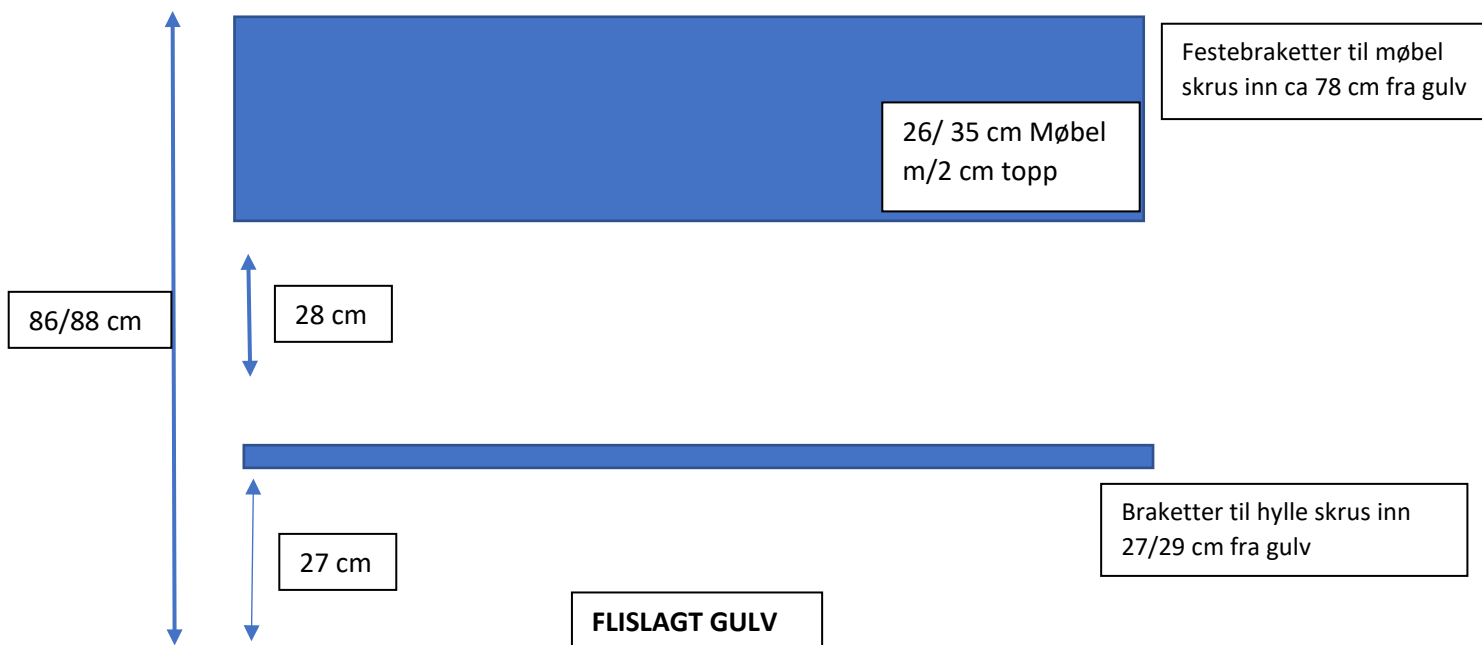 Festebraketter til møbel
skrus inn ca 78 cm fra gulv
26/ 35 cm Møbel
m/2 cm topp
86/88 cm
28 cm
Braketter til hylle skrus inn
27/29 cm fra gulv
27 cm
FLISLAGT GULV